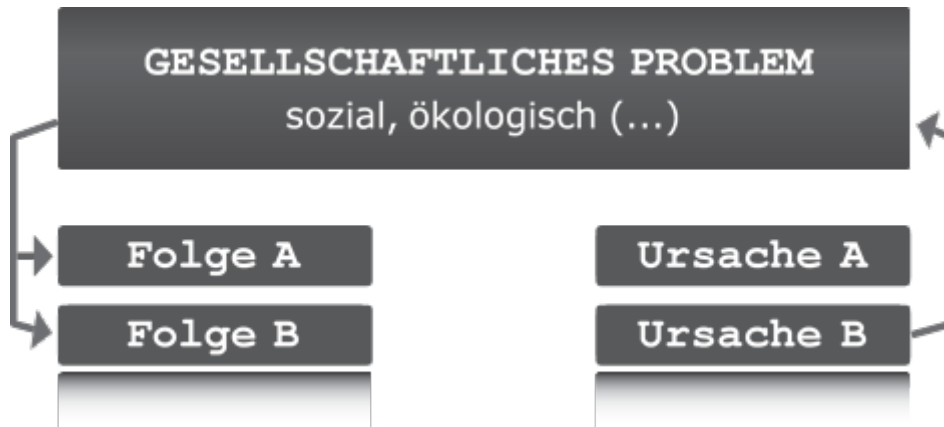 GESELLSCHAFTLICHES PROBLEM
sozial, ökologisch (...)
Folge A
Ursache A
Folge B
Ursache B